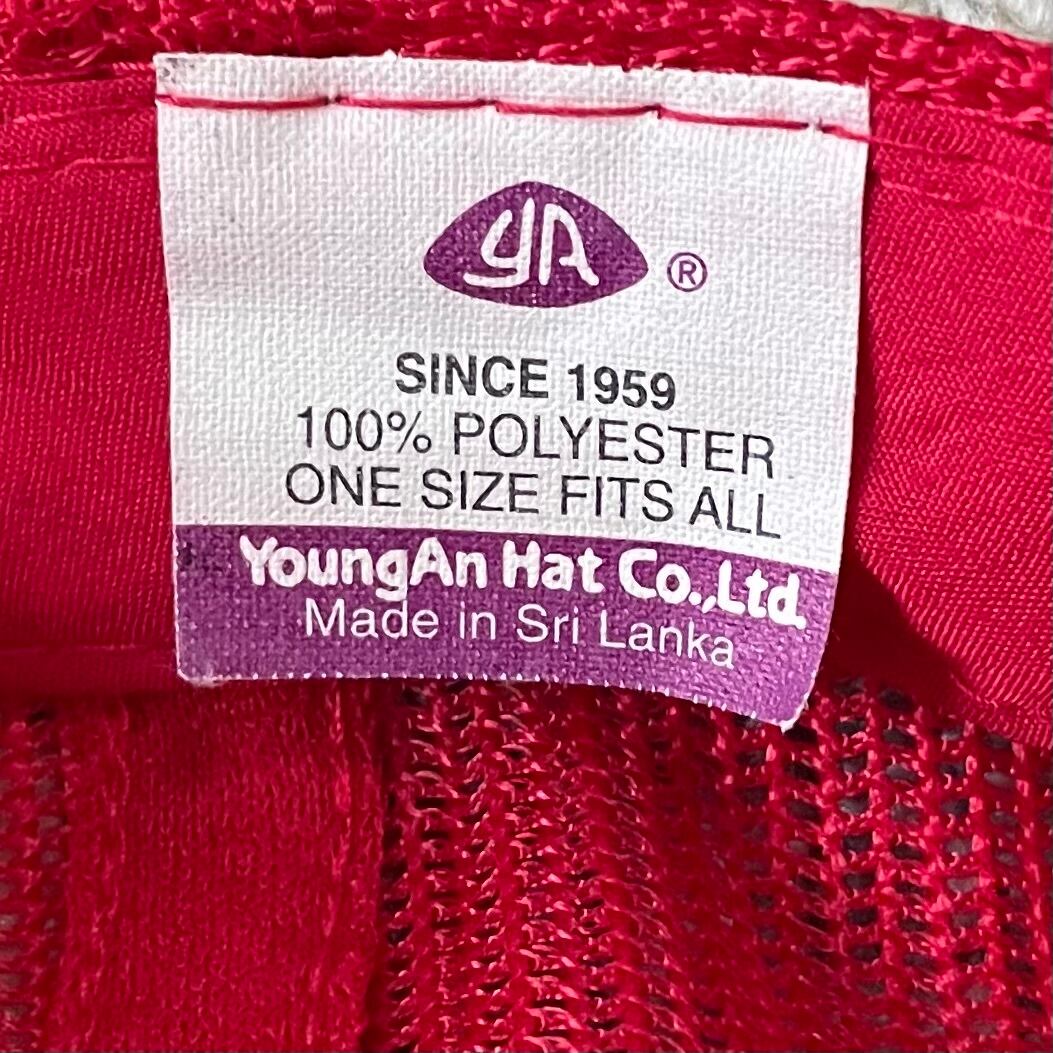 YA ®
SINCE 1959
100% POLYESTER
ONE SIZE FITS ALL
YoungAn Hat Co.,Ltd.
Made in Sri Lanka